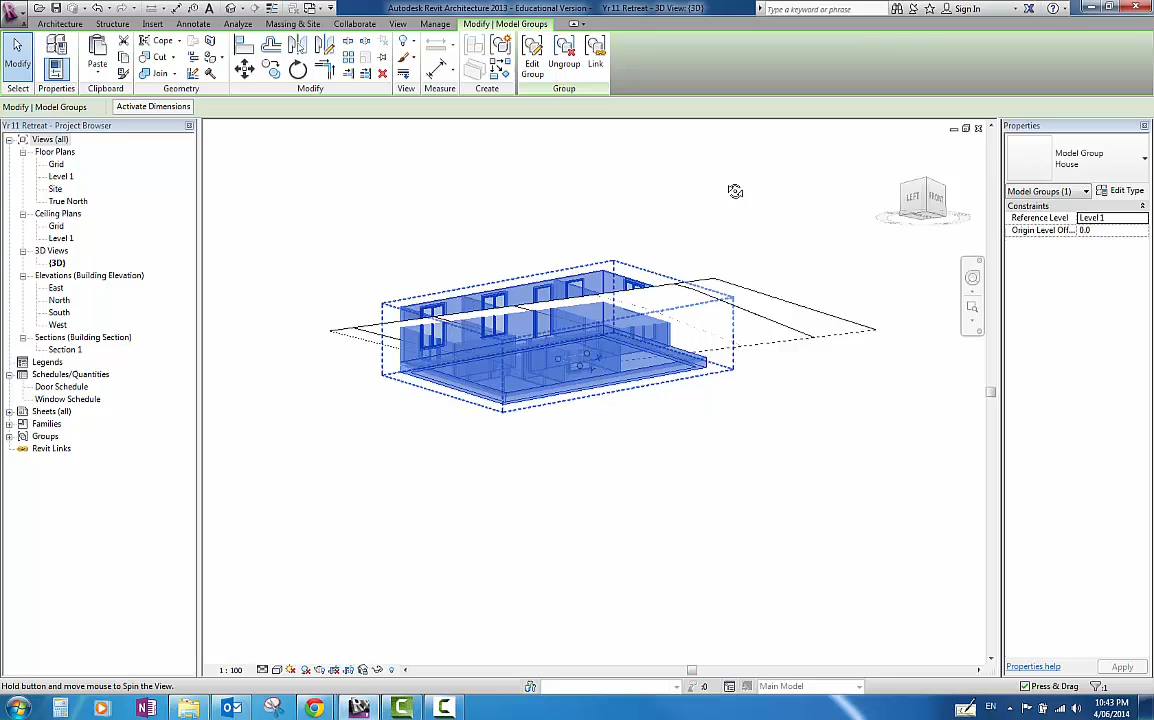 Autodesk Revit Architecture 2013 - Educational Version - Yr 11 Retreat - 3D View: {3D}
Type a keyword or phrase
Sign In
Architecture Structure Insert Annotate Analyze Massing & Site Collaborate View Manage Modify | Model Groups
Modify
Paste
Cope
Cut
Join
Edit Group
Ungroup
Link
Select Properties Clipboard Geometry Modify View Measure Create Group
Modify | Model Groups
Activate Dimensions
Yr 11 Retreat - Project Browser
Views (all)
Floor Plans
Grid
Level 1
Site
True North
Ceiling Plans
Grid
Level 1
3D Views
{3D}
Elevations (Building Elevation)
East
North
South
West
Sections (Building Section)
Section 1
Legends
Schedules/Quantities
Door Schedule
Window Schedule
Sheets (all)
Families
Groups
Revit Links
LEFT
FRONT
Properties
Model Group
House
Model Groups (1)
Edit Type
Constraints
Reference Level Level 1
Origin Level Off... 0.0
Properties help
Apply
1 : 100
Hold button and move mouse to Spin the View.
:0
Main Model
Press & Drag
:1
EN
10:43 PM
4/06/2014